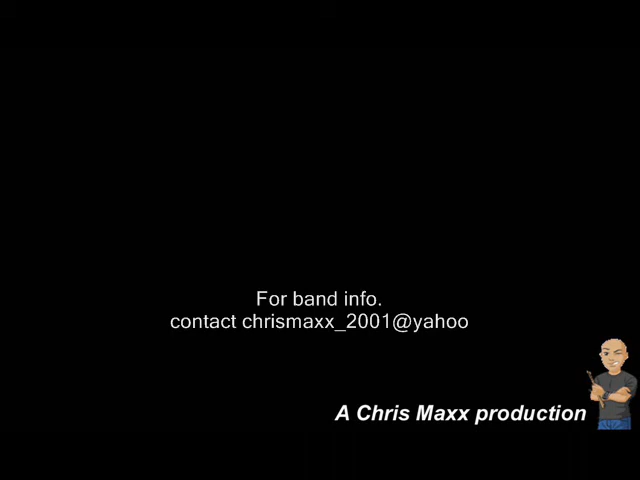 For band info.
contact chrismaxx_2001@yahoo
A Chris Maxx production